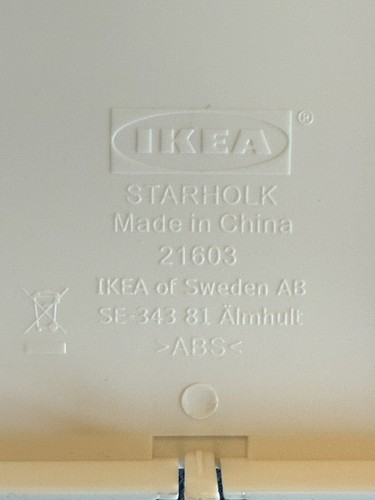 IKEA®
STARHOLK
Made in China
21603
IKEA of Sweden AB
SE-343 81 Älmhult
>ABS<